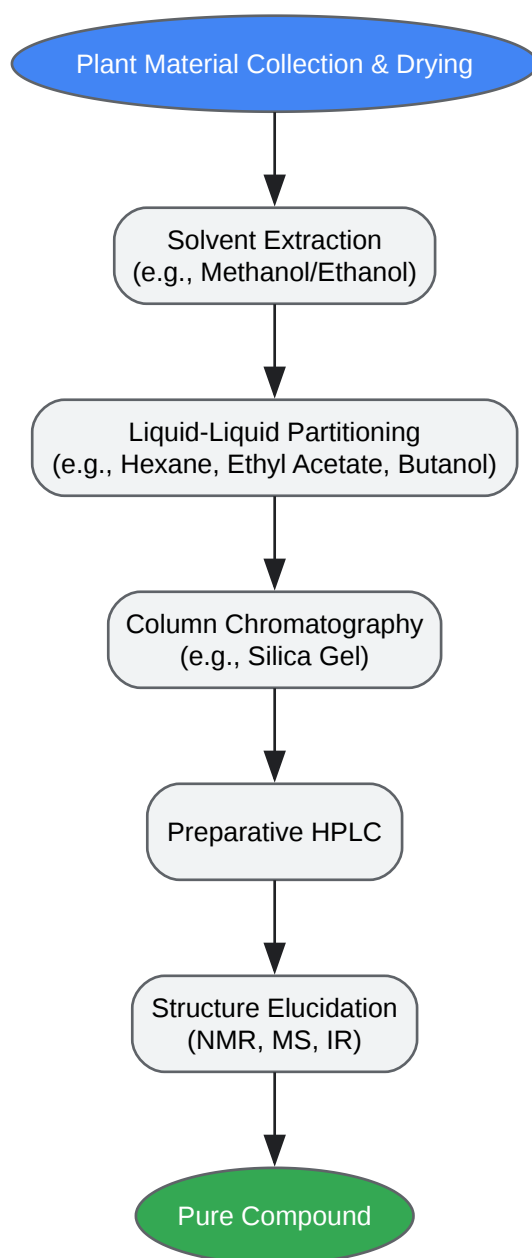 Plant Material Collection & Drying
Solvent Extraction
(e.g., Methanol/Ethanol)
Liquid-Liquid Partitioning
(e.g., Hexane, Ethyl Acetate, Butanol)
Column Chromatography
(e.g., Silica Gel)
Preparative HPLC
Structure Elucidation
(NMR, MS, IR)
Pure Compound